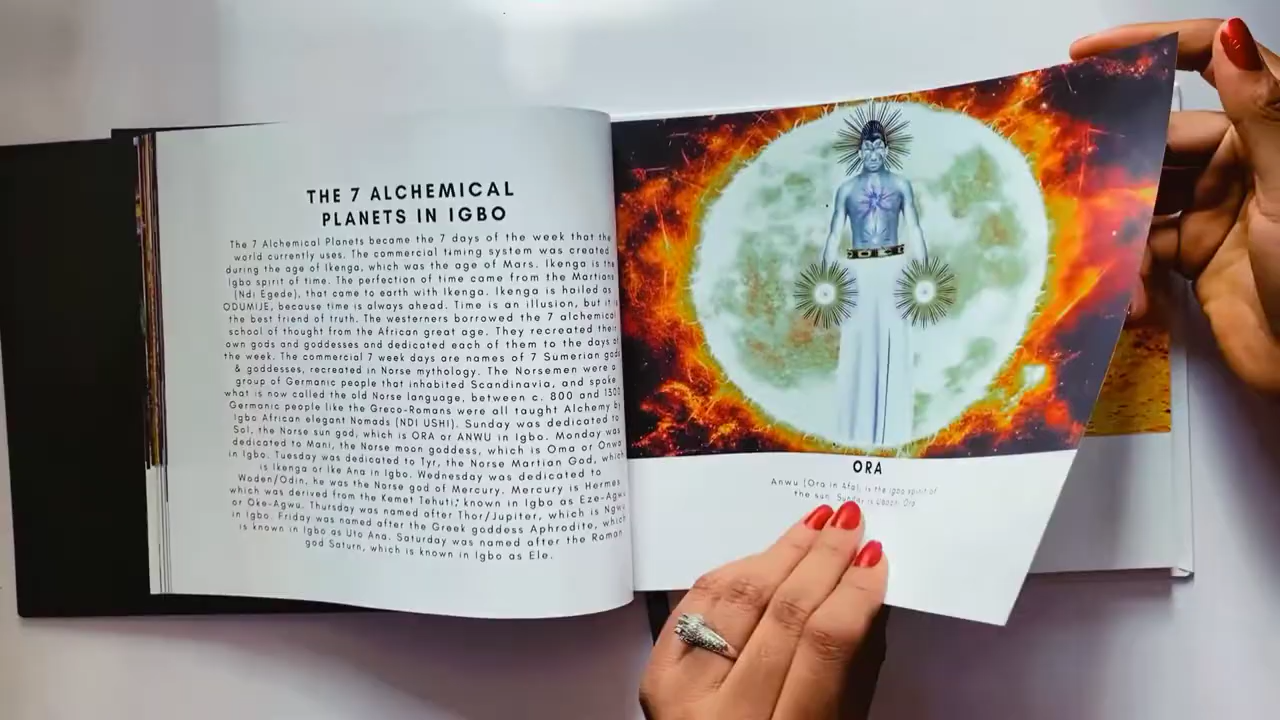 THE 7 ALCHEMICAL
PLANETS IN IGBO
The 7 Alchemical Planets became the 7 days of the week that the
world currently uses. The commercial timing system was created
during the age of Ikenga, which was the age of Mars. Ikenga is the
Igbo spirit of time. The perfection of time came from the Martians
(Ndi Egede), that came to earth with Ikenga. Ikenga is hailed as
ODUMIJE, because time is always ahead. Time is an illusion, but it is
the best friend of truth. The westerners borrowed the 7 alchemical
school of thought from the African great age. They recreated their
own gods and goddesses and dedicated each of them to the days of
the week. The commercial 7 week days are names of 7 Sumerian gods
& goddesses, recreated in Norse mythology. The Norsemen were a
group of Germanic people that inhabited Scandinavia, and spoke
what is now called the old Norse language, between c. 800 and 1300
Germanic people like the Greco-Romans were all taught Alchemy by
Igbo African elegant Nomads (NDI USHI). Sunday was dedicated to
Sol, the Norse sun god, which is ORA or ANWU in Igbo. Monday was
dedicated to Mani, the Norse moon goddess, which is Oma or Onwa
in Igbo. Tuesday was dedicated to Tyr, the Norse Martian God, which
is Ikenga or Ike Ana in Igbo. Wednesday was dedicated to
Woden/Odin, he was the Norse god of Mercury. Mercury is Hermes
which was derived from the Kemet Tehuti; known in Igbo as Eze-Agwu
or Oke-Agwu. Thursday was named after Thor/Jupiter, which is Ngwu
in Igbo. Friday was named after the Greek goddess Aphrodite, which
is known in Igbo as Uto Ana. Saturday was named after the Roman
god Saturn, which is known in Igbo as Ele.
ORA
Anwu (Ora in Afa), is the Igbo spirit of
the sun. Sunday is Ora